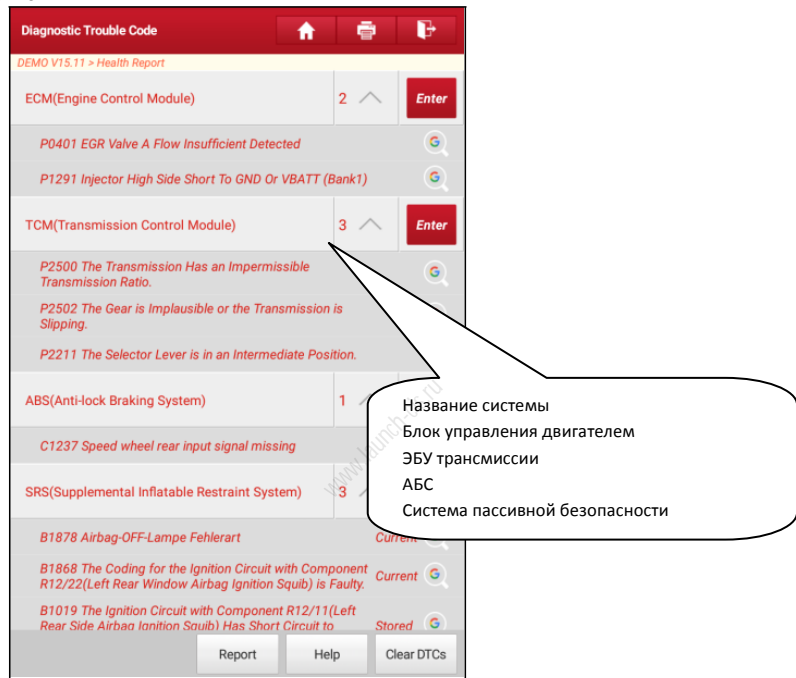 Diagnostic Trouble Code
DEMO V15.11 > Health Report
ECM(Engine Control Module) 2 Enter
P0401 EGR Valve A Flow Insufficient Detected
P1291 Injector High Side Short To GND Or VBATT (Bank1)
TCM(Transmission Control Module) 3 Enter
P2500 The Transmission Has an Impermissible
Transmission Ratio.
P2502 The Gear is Implausible or the Transmission is
Slipping.
P2211 The Selector Lever is in an Intermediate Position.
ABS(Anti-lock Braking System) 1
C1237 Speed wheel rear input signal missing
SRS(Supplemental Inflatable Restraint System) 3
B1878 Airbag-OFF-Lampe Fehlerart Current
B1868 The Coding for the Ignition Circuit with Component
R12/22(Left Rear Window Airbag Ignition Squib) is Faulty. Current
B1019 The Ignition Circuit with Component R12/11(Left
Rear Side Airbag Ignition Squib) Has Short Circuit to Stored
Report Help Clear DTCs
Название системы
Блок управления двигателем
ЭБУ трансмиссии
АБС
Система пассивной безопасности